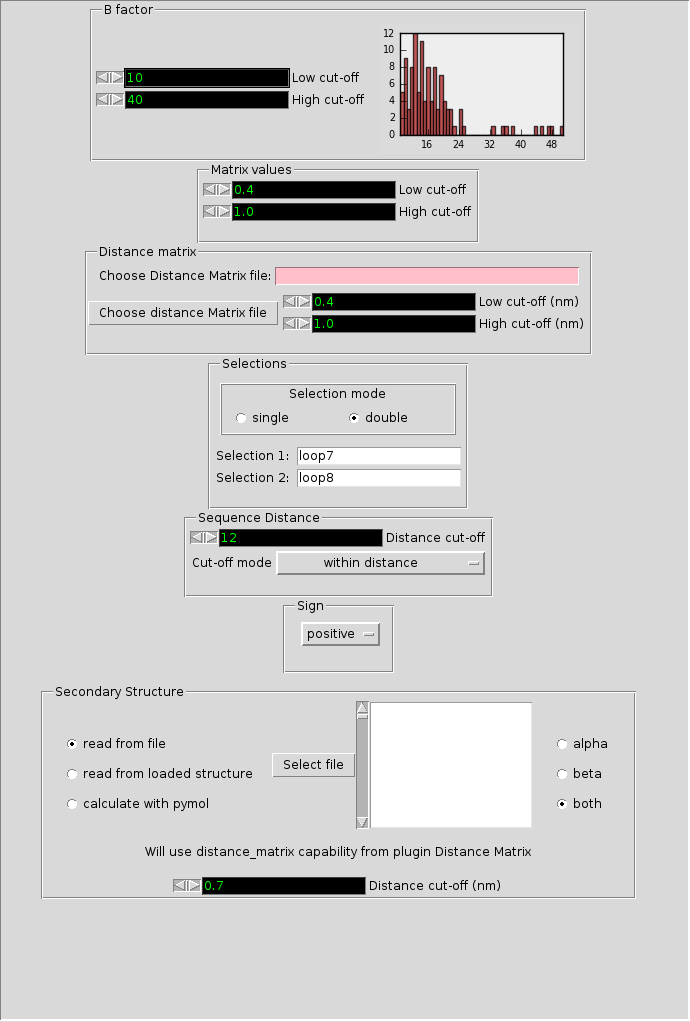 B factor
10 Low cut-off
40 High cut-off
12
10
8
6
4
2
0
16 24 32 40 48
Matrix values
0.4 Low cut-off
1.0 High cut-off
Distance matrix
Choose Distance Matrix file:
Choose distance Matrix file
0.4 Low cut-off (nm)
1.0 High cut-off (nm)
Selections
Selection mode
single double
Selection 1: loop7
Selection 2: loop8
Sequence Distance
12 Distance cut-off
Cut-off mode within distance
Sign
positive
Secondary Structure
read from file
read from loaded structure
calculate with pymol
Select file
alpha
beta
both
Will use distance_matrix capability from plugin Distance Matrix
0.7 Distance cut-off (nm)